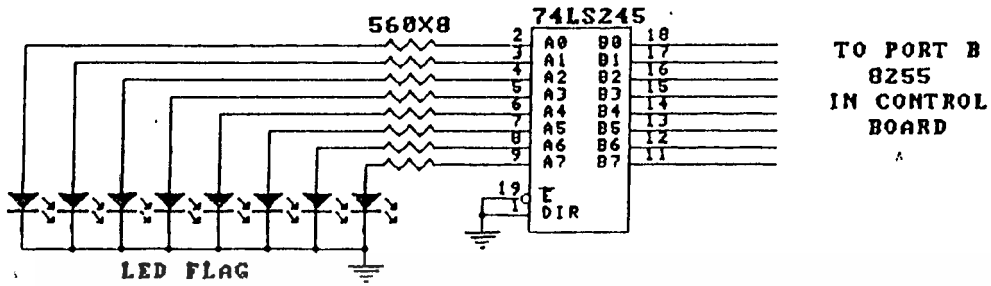 74LS245
560X8
2 A0 B0 18
3 A1 B1 17
4 A2 B2 16
5 A3 B3 15
6 A4 B4 14
7 A5 B5 13
8 A6 B6 12
9 A7 B7 11
19 E
1 DIR
TO PORT B
8255
IN CONTROL
BOARD
LED FLAG